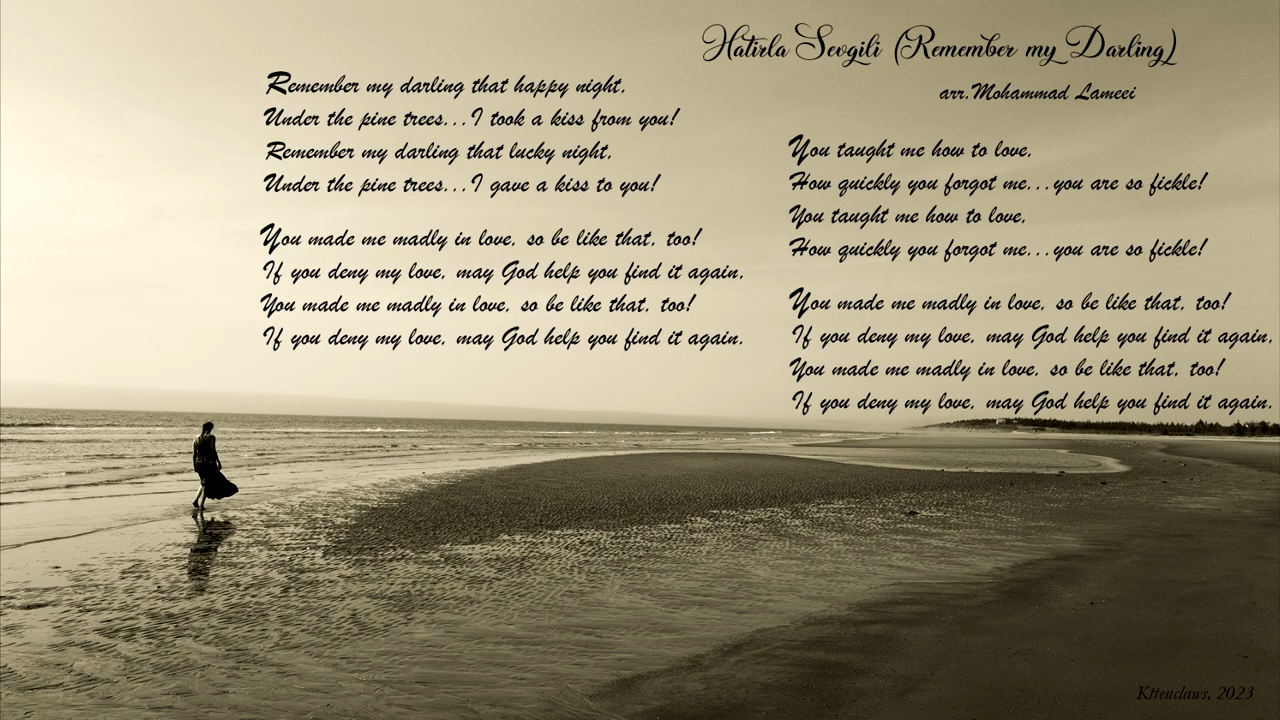 Hatirla Sevgili (Remember my Darling)
arr.Mohammad Lameei
Remember my darling that happy night,
Under the pine trees...I took a kiss from you!
Remember my darling that lucky night,
Under the pine trees...I gave a kiss to you!
You made me madly in love, so be like that, too!
If you deny my love, may God help you find it again,
You made me madly in love, so be like that, too!
If you deny my love, may God help you find it again.
You taught me how to love,
How quickly you forgot me...you are so fickle!
You taught me how to love,
How quickly you forgot me...you are so fickle!
You made me madly in love, so be like that, too!
If you deny my love, may God help you find it again,
You made me madly in love, so be like that, too!
If you deny my love, may God help you find it again.
Kttenclaws, 2023